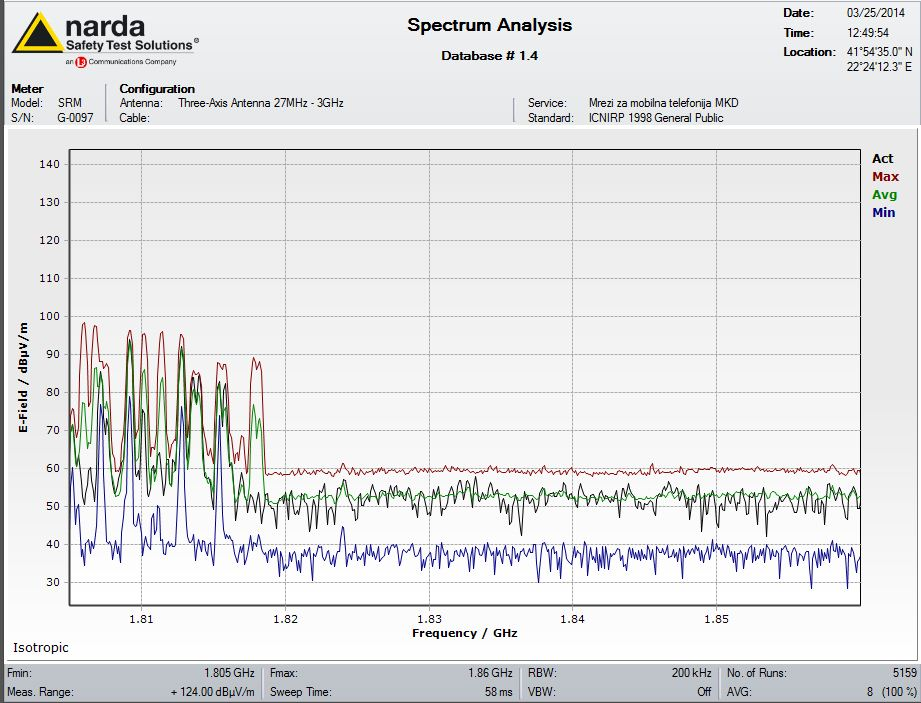 narda
Safety Test Solutions®
an L3 Communications Company
Spectrum Analysis
Database # 1.4
Date: 03/25/2014
Time: 12:49:54
Location: 41°54'35.0" N
22°24'12.3" E
Meter
Model: SRM
S/N: G-0097
Configuration
Antenna: Three-Axis Antenna 27MHz - 3GHz
Cable:
Service: Mrezi za mobilna telefonija MKD
Standard: ICNIRP 1998 General Public
Act
Max
Avg
Min
E-Field / dBµV/m
140
130
120
110
100
90
80
70
60
50
40
30
1.81 1.82 1.83 1.84 1.85
Frequency / GHz
Isotropic
Fmin: 1.805 GHz Fmax: 1.86 GHz RBW: 200 kHz No. of Runs: 5159
Meas. Range: + 124.00 dBµV/m Sweep Time: 58 ms VBW: Off AVG: 8 (100 %)